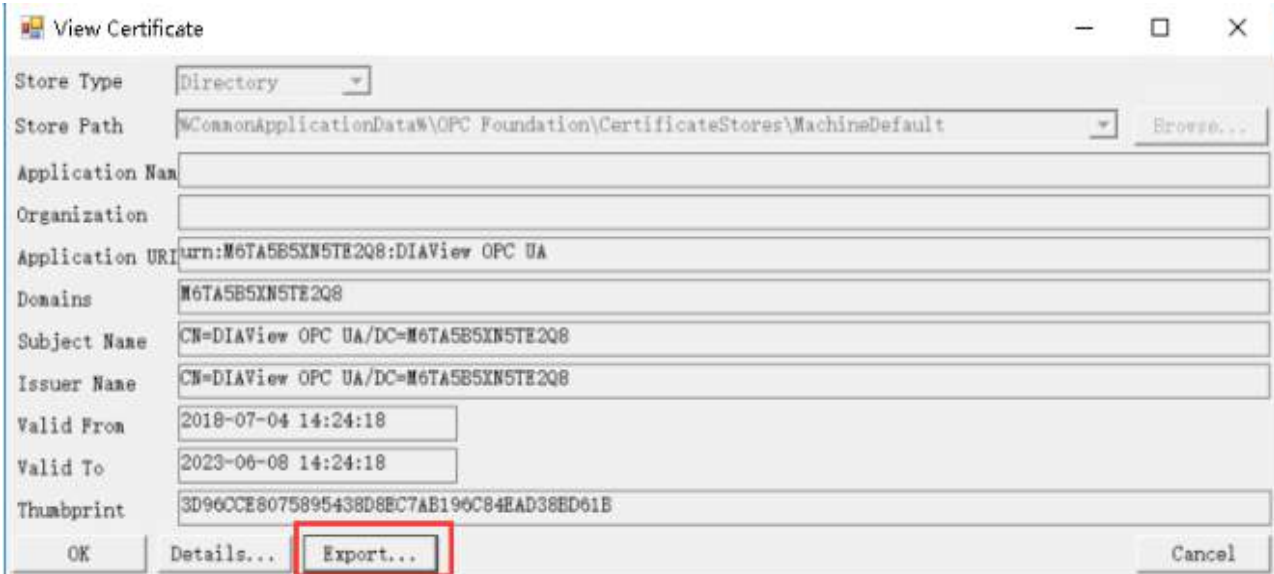 View Certificate
Store Type Directory
Store Path %CommonApplicationData%\OPC Foundation\CertificateStores\MachineDefault Browse...
Application Nam
Organization
Application URI urn:M6TA5B5XN5TE2Q8:DIAView OPC UA
Domains M6TA5B5XN5TE2Q8
Subject Name CN=DIAView OPC UA/DC=M6TA5B5XN5TE2Q8
Issuer Name CN=DIAView OPC UA/DC=M6TA5B5XN5TE2Q8
Valid From 2018-07-04 14:24:18
Valid To 2023-06-08 14:24:18
Thumbprint 3D96CCE8075895438D8EC7AB196C84EAD38BD61B
OK Details... Export... Cancel